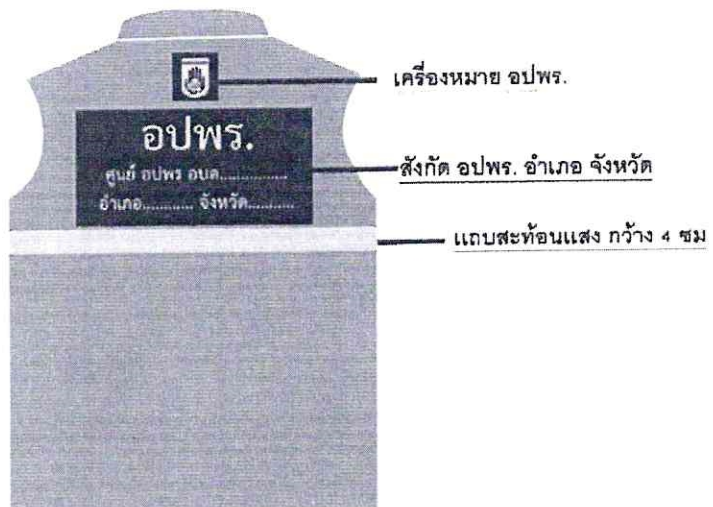 เครื่องหมาย อปพร.
อปพร.
ศูนย์ อปพร อบต...............
อำเภอ............ จังหวัด...........
สังกัด อปพร. อำเภอ จังหวัด
แถบสะท้อนแสง กว้าง 4 ซม